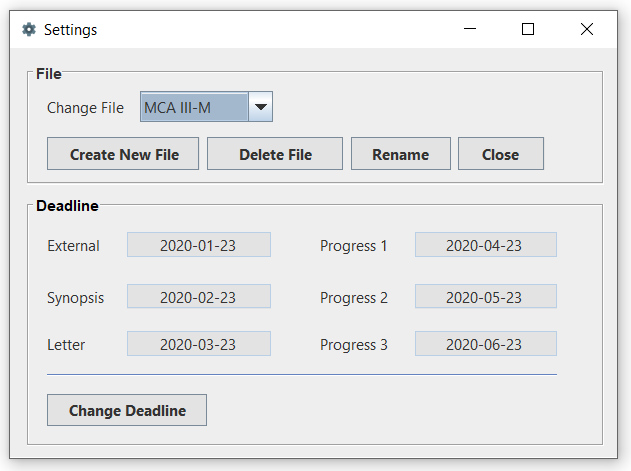 Settings
File
Change File MCA III-M
Create New File Delete File Rename Close
Deadline
External 2020-01-23 Progress 1 2020-04-23
Synopsis 2020-02-23 Progress 2 2020-05-23
Letter 2020-03-23 Progress 3 2020-06-23
Change Deadline